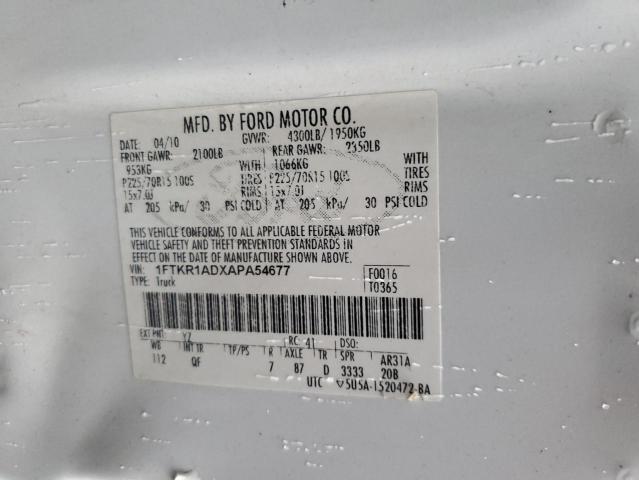 MFD. BY FORD MOTOR CO.
DATE: 04/10 GVWR: 4300LB/ 1950KG
FRONT GAWR: 2100LB REAR GAWR: 2350LB
953KG WITH 1066KG WITH
P225/70R15 100S TIRES P225/70R15 100S TIRES
15x7.0J RIMS 15x7.0J RIMS
AT 205 kPa/ 30 PSI COLD AT 205 kPa/ 30 PSI COLD
THIS VEHICLE CONFORMS TO ALL APPLICABLE FEDERAL MOTOR
VEHICLE SAFETY AND THEFT PREVENTION STANDARDS IN
EFFECT ON THE DATE OF MANUFACTURE SHOWN ABOVE.
VIN: 1FTKR1ADXAPA54677 F0016
TYPE: Truck T0365
EXT PNT: YZ RC: 41 DSO:
WB INT TR TP/PS R AXLE TR SPR AR31A
112 QF 7 87 D 3333 20B
UTC ▽5U5A-1520472-BA